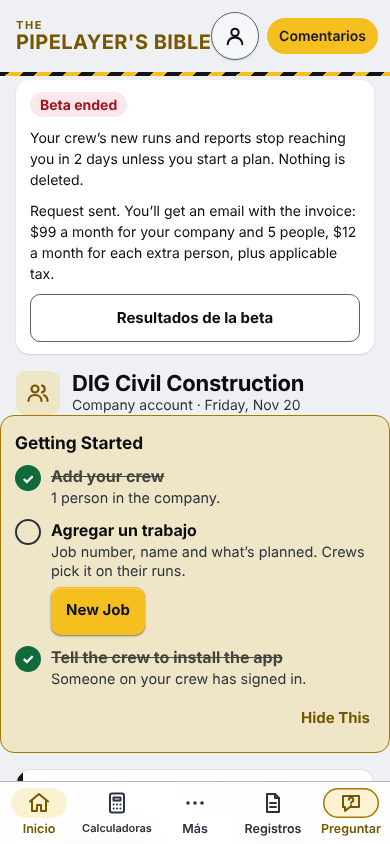 THE
PIPELAYER'S BIBLE
Comentarios
Beta ended
Your crew’s new runs and reports stop reaching
you in 2 days unless you start a plan. Nothing is
deleted.
Request sent. You’ll get an email with the invoice:
$99 a month for your company and 5 people, $12
a month for each extra person, plus applicable
tax.
Resultados de la beta
DIG Civil Construction
Company account · Friday, Nov 20
Getting Started
Add your crew
1 person in the company.
Agregar un trabajo
Job number, name and what’s planned. Crews
pick it on their runs.
New Job
Tell the crew to install the app
Someone on your crew has signed in.
Hide This
Inicio
Calculadoras
Más
Registros
Preguntar